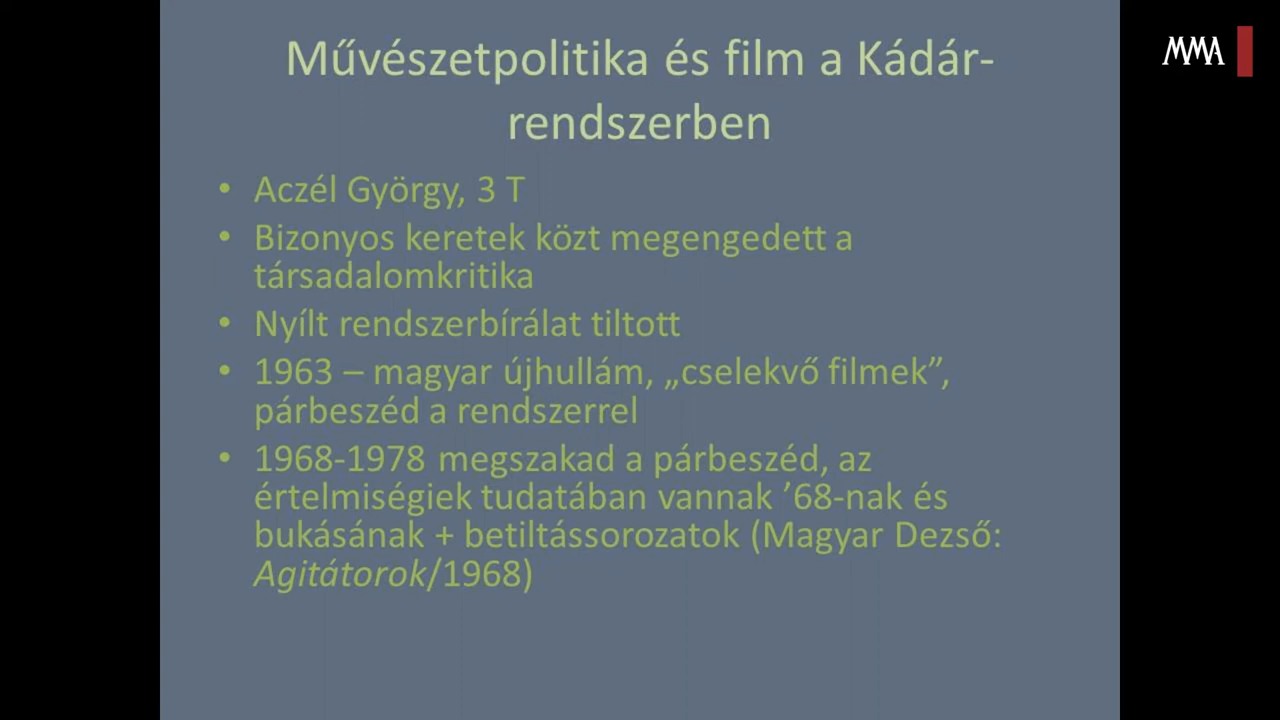 Művészetpolitika és film a Kádár-
rendszerben
MMA
• Aczél György, 3 T
• Bizonyos keretek közt megengedett a
társadalomkritika
• Nyílt rendszerbírálat tiltott
• 1963 – magyar újhullám, „cselekvő filmek”,
párbeszéd a rendszerrel
• 1968-1978 megszakad a párbeszéd, az
értelmiségiek tudatában vannak ’68-nak és
bukásának + betiltássorozatok (Magyar Dezső:
Agitátorok/1968)